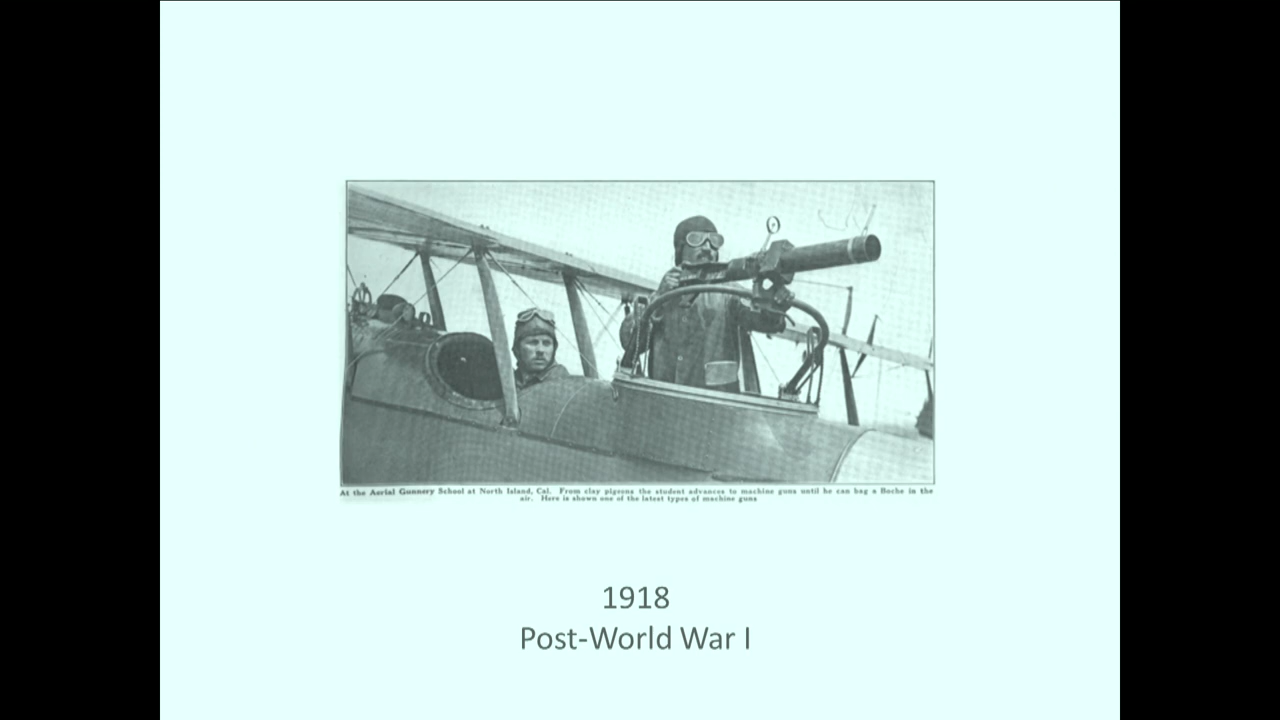 At the Aerial Gunnery School at North Island, Cal. From clay pigeons the student advances to machine guns until he can bag a Boche in the
air. Here is shown one of the latest types of machine guns
1918
Post-World War I